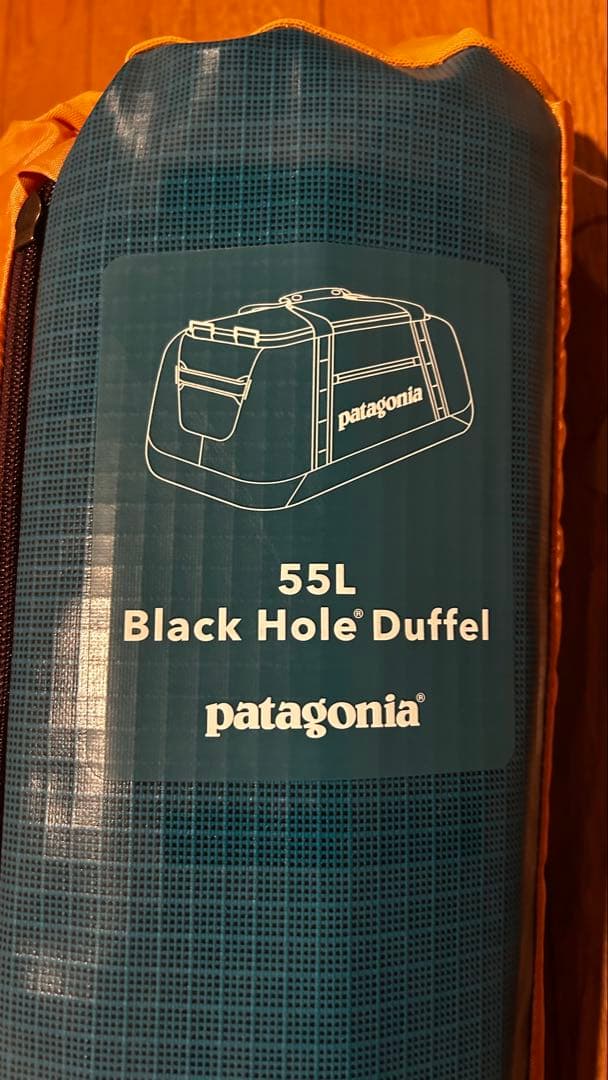 patagonia
55L
Black Hole® Duffel
patagonia®